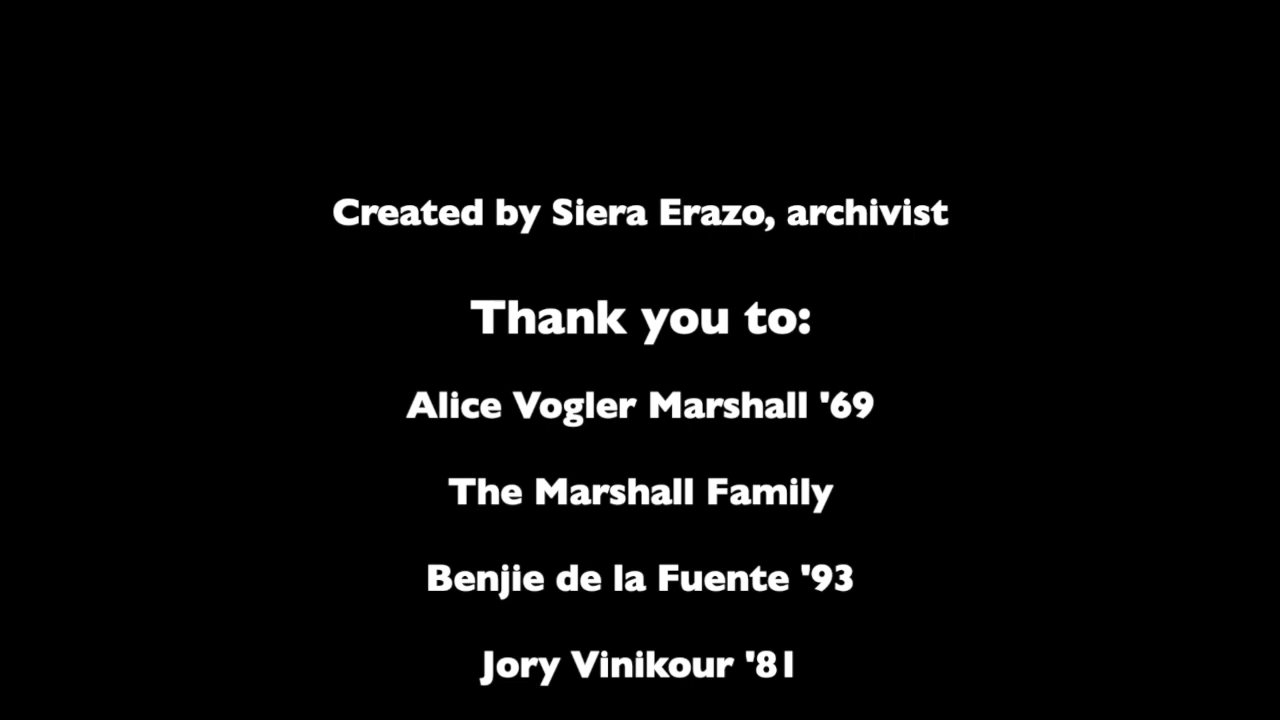 Created by Siera Erazo, archivist
Thank you to:
Alice Vogler Marshall '69
The Marshall Family
Benjie de la Fuente '93
Jory Vinikour '81